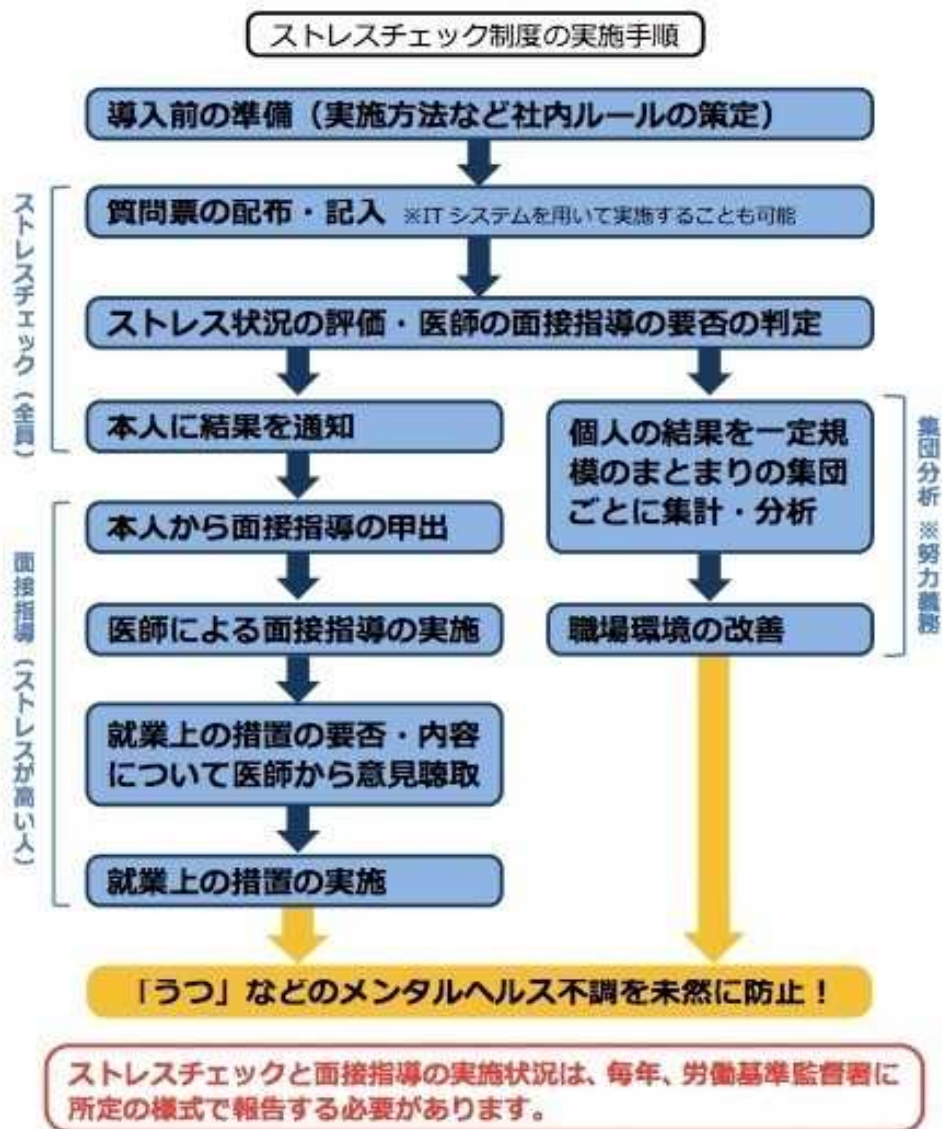 ストレスチェック制度の実施手順
導入前の準備（実施方法など社内ルールの策定）
ストレスチェック（全員）
質問票の配布・記入 ※ITシステムを用いて実施することも可能
ストレス状況の評価・医師の面接指導の要否の判定
本人に結果を通知
面接指導（ストレスが高い人）
本人から面接指導の甲出
医師による面接指導の実施
就業上の措置の要否・内容
について医師から意見聴取
就業上の措置の実施
個人の結果を一定規
模のまとまりの集団
ごとに集計・分析
職場環境の改善
集団分析 ※努力義務
「うつ」などのメンタルヘルス不調を未然に防止！
ストレスチェックと面接指導の実施状況は、毎年、労働基準監督署に
所定の様式で報告する必要があります。